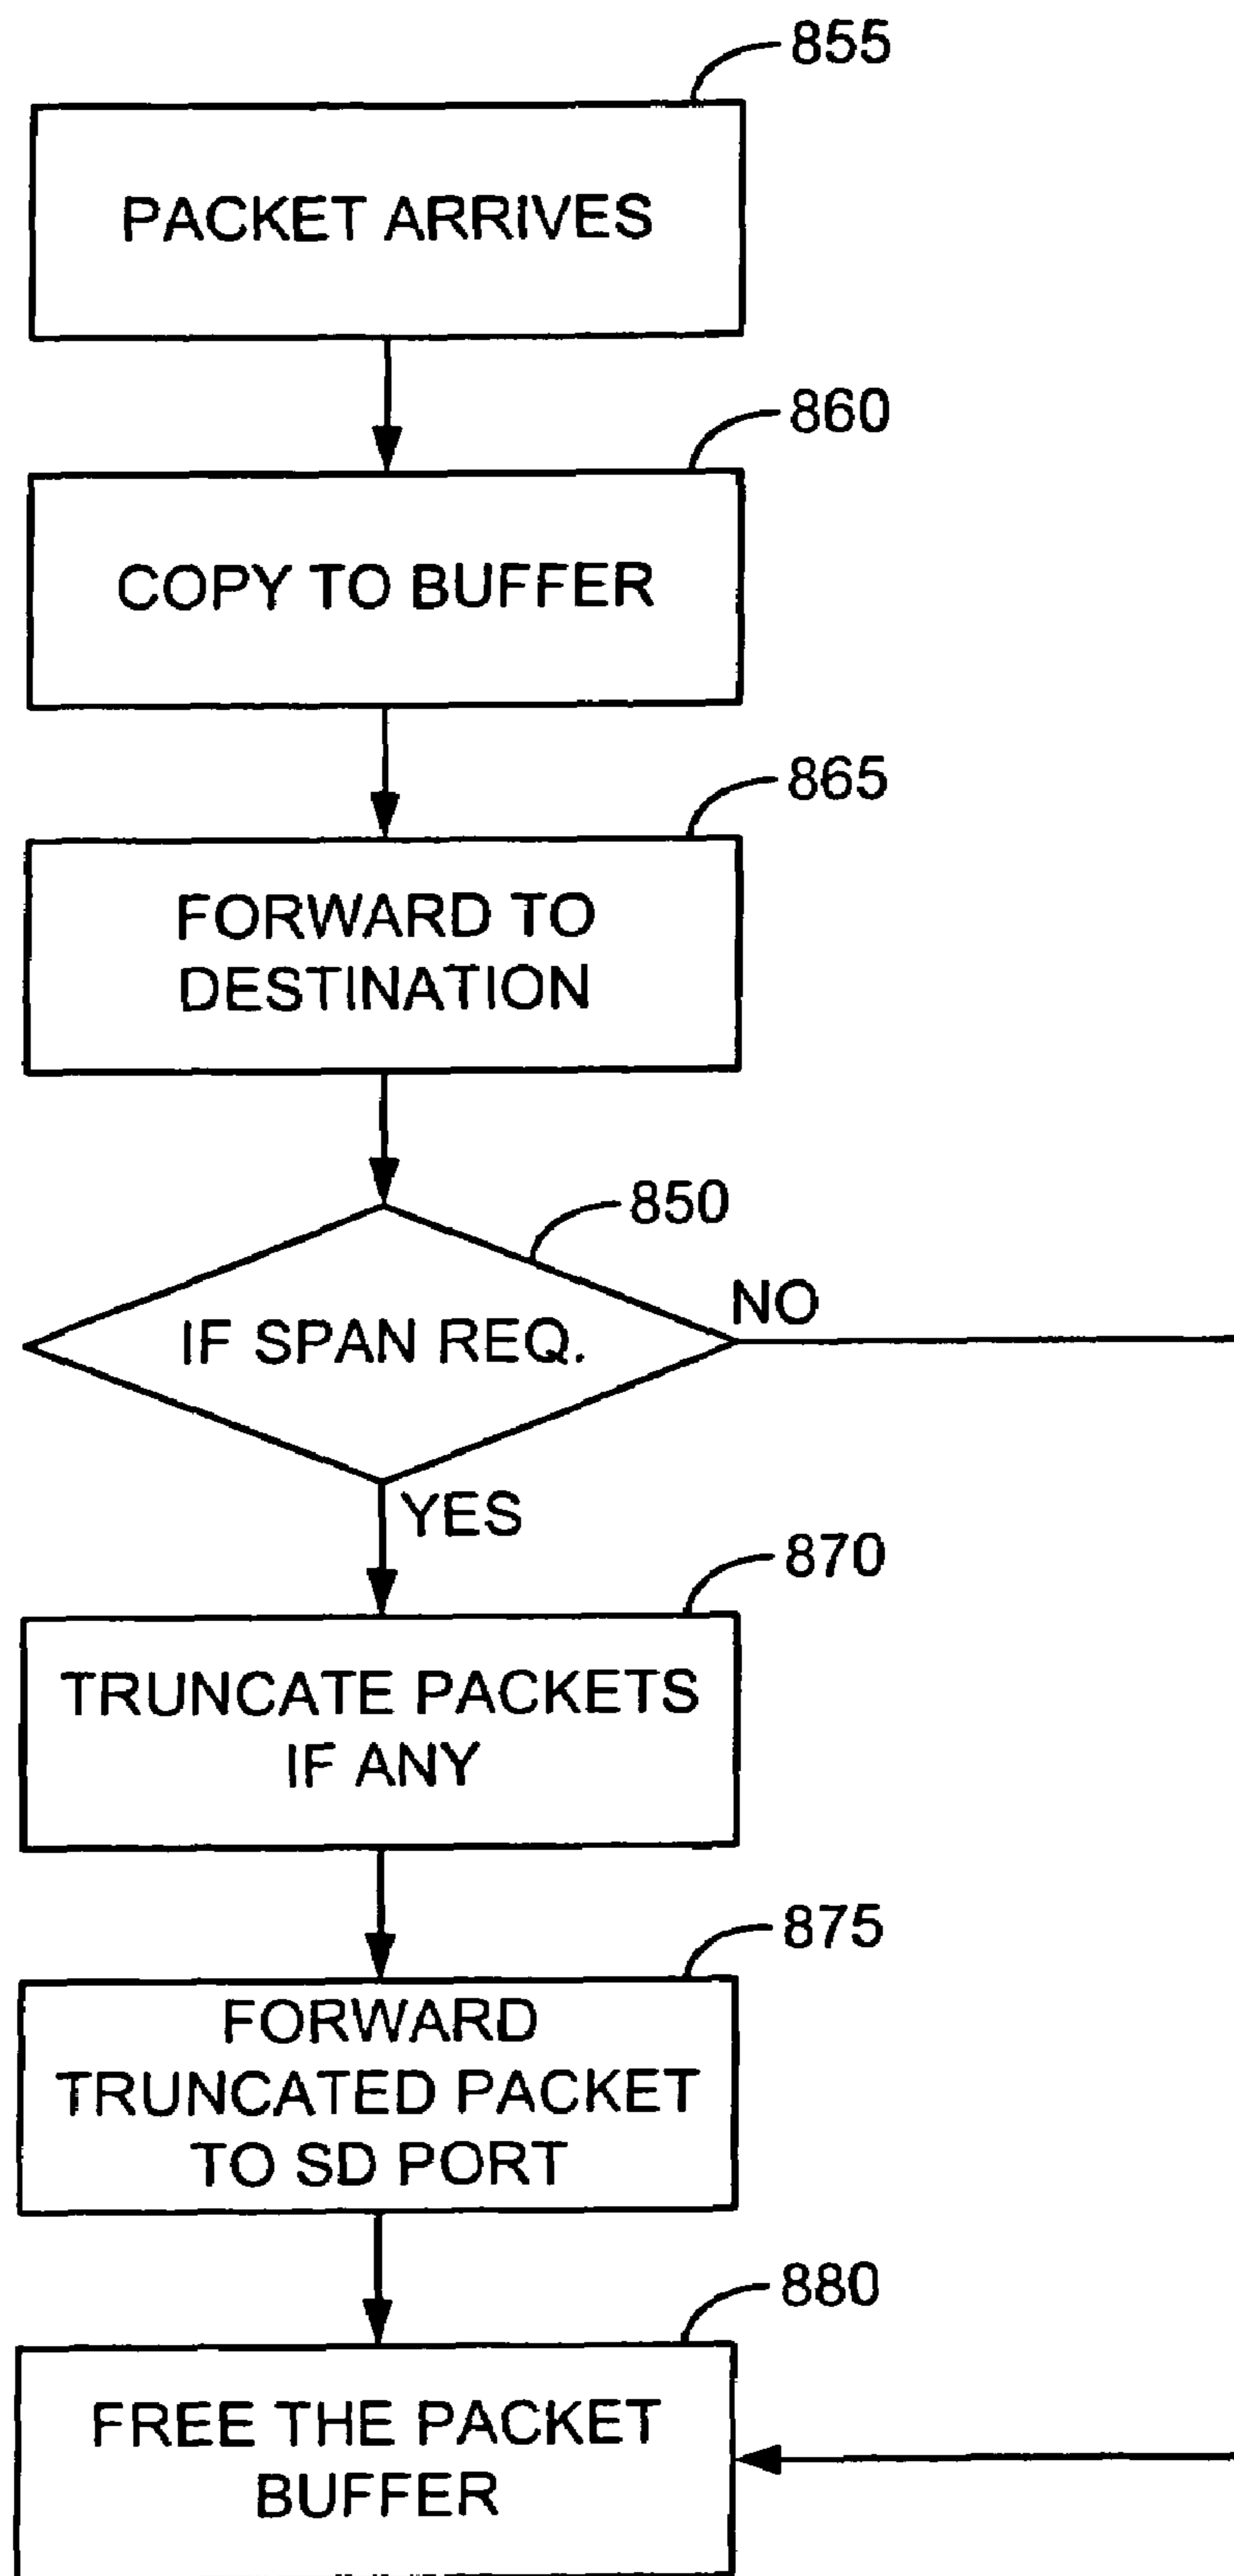 855
PACKET ARRIVES
860
COPY TO BUFFER
865
FORWARD TO
DESTINATION
850
IF SPAN REQ.
NO
YES
870
TRUNCATE PACKETS
IF ANY
875
FORWARD
TRUNCATED PACKET
TO SD PORT
880
FREE THE PACKET
BUFFER